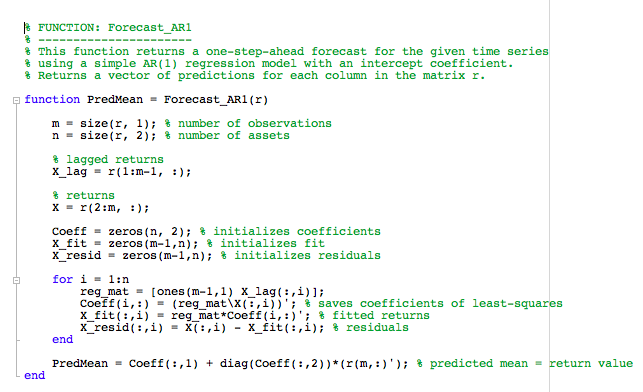 % FUNCTION: Forecast_AR1
% ----------------------
% This function returns a one-step-ahead forecast for the given time series
% using a simple AR(1) regression model with an intercept coefficient.
% Returns a vector of predictions for each column in the matrix r.
function PredMean = Forecast_AR1(r)
m = size(r, 1); % number of observations
n = size(r, 2); % number of assets
% lagged returns
X_lag = r(1:m-1, :);
% returns
X = r(2:m, :);
Coeff = zeros(n, 2); % initializes coefficients
X_fit = zeros(m-1,n); % initializes fit
X_resid = zeros(m-1,n); % initializes residuals
for i = 1:n
reg_mat = [ones(m-1,1) X_lag(:,i)];
Coeff(i,:) = (reg_mat\X(:,i))'; % saves coefficients of least-squares
X_fit(:,i) = reg_mat*Coeff(i,:)'; % fitted returns
X_resid(:,i) = X(:,i) - X_fit(:,i); % residuals
end
PredMean = Coeff(:,1) + diag(Coeff(:,2))*(r(m,:)'); % predicted mean = return value
end